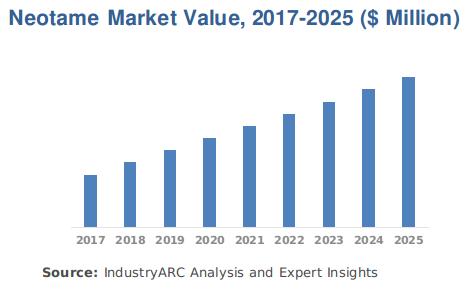 Neotame Market Value, 2017-2025 ($ Million)
2017 2018 2019 2020 2021 2022 2023 2024 2025
Source: IndustryARC Analysis and Expert Insights